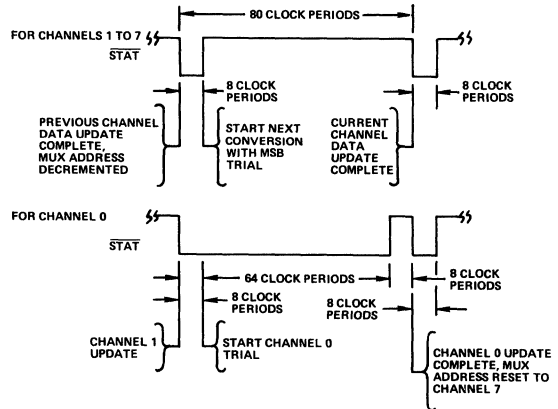 80 CLOCK PERIODS
FOR CHANNELS 1 TO 7
STAT
8 CLOCK
PERIODS
8 CLOCK
PERIODS
PREVIOUS CHANNEL
DATA UPDATE
COMPLETE,
MUX ADDRESS
DECREMENTED
START NEXT
CONVERSION
WITH MSB
TRIAL
CURRENT
CHANNEL
DATA
UPDATE
COMPLETE
FOR CHANNEL 0
STAT
64 CLOCK PERIODS
8 CLOCK
PERIODS
8 CLOCK
PERIODS
8 CLOCK
PERIODS
CHANNEL 1
UPDATE
START CHANNEL 0
TRIAL
CHANNEL 0 UPDATE
COMPLETE, MUX
ADDRESS RESET TO
CHANNEL 7